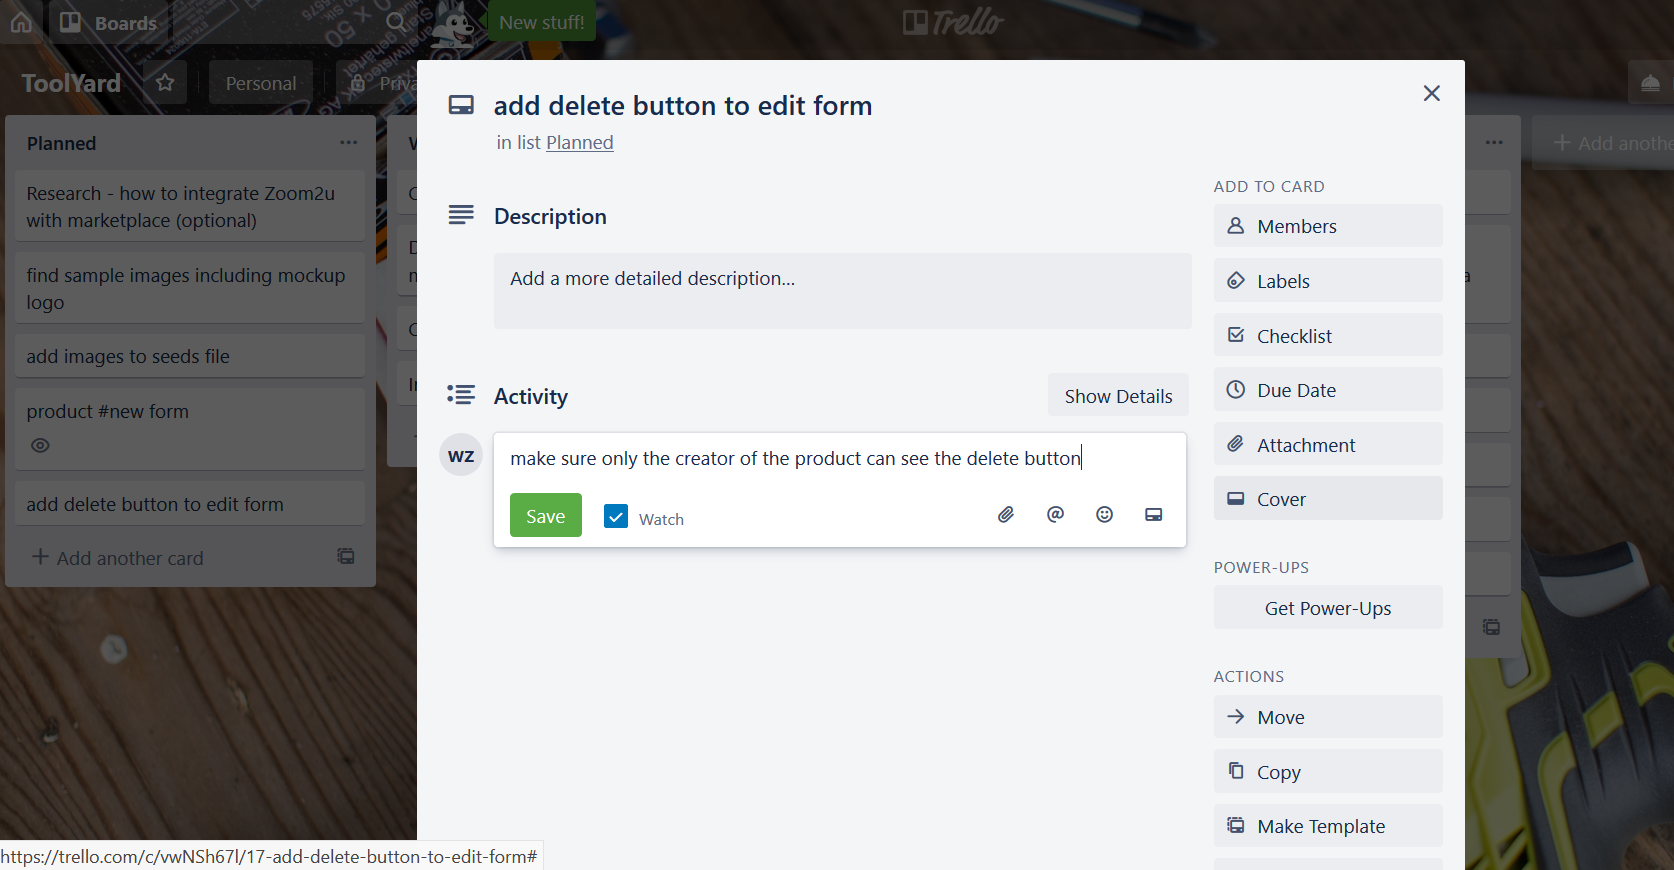 Boards
New stuff!
Trello
ToolYard
Personal
Planned
Research - how to integrate Zoom2u
with marketplace (optional)
find sample images including mockup
logo
add images to seeds file
product #new form
add delete button to edit form
+ Add another card
add delete button to edit form
in list Planned
Description
Add a more detailed description...
Activity
Show Details
WZ
make sure only the creator of the product can see the delete button
Save
Watch
ADD TO CARD
Members
Labels
Checklist
Due Date
Attachment
Cover
POWER-UPS
Get Power-Ups
ACTIONS
Move
Copy
Make Template
+ Add
https://trello.com/c/vwNSh67l/17-add-delete-button-to-edit-form#